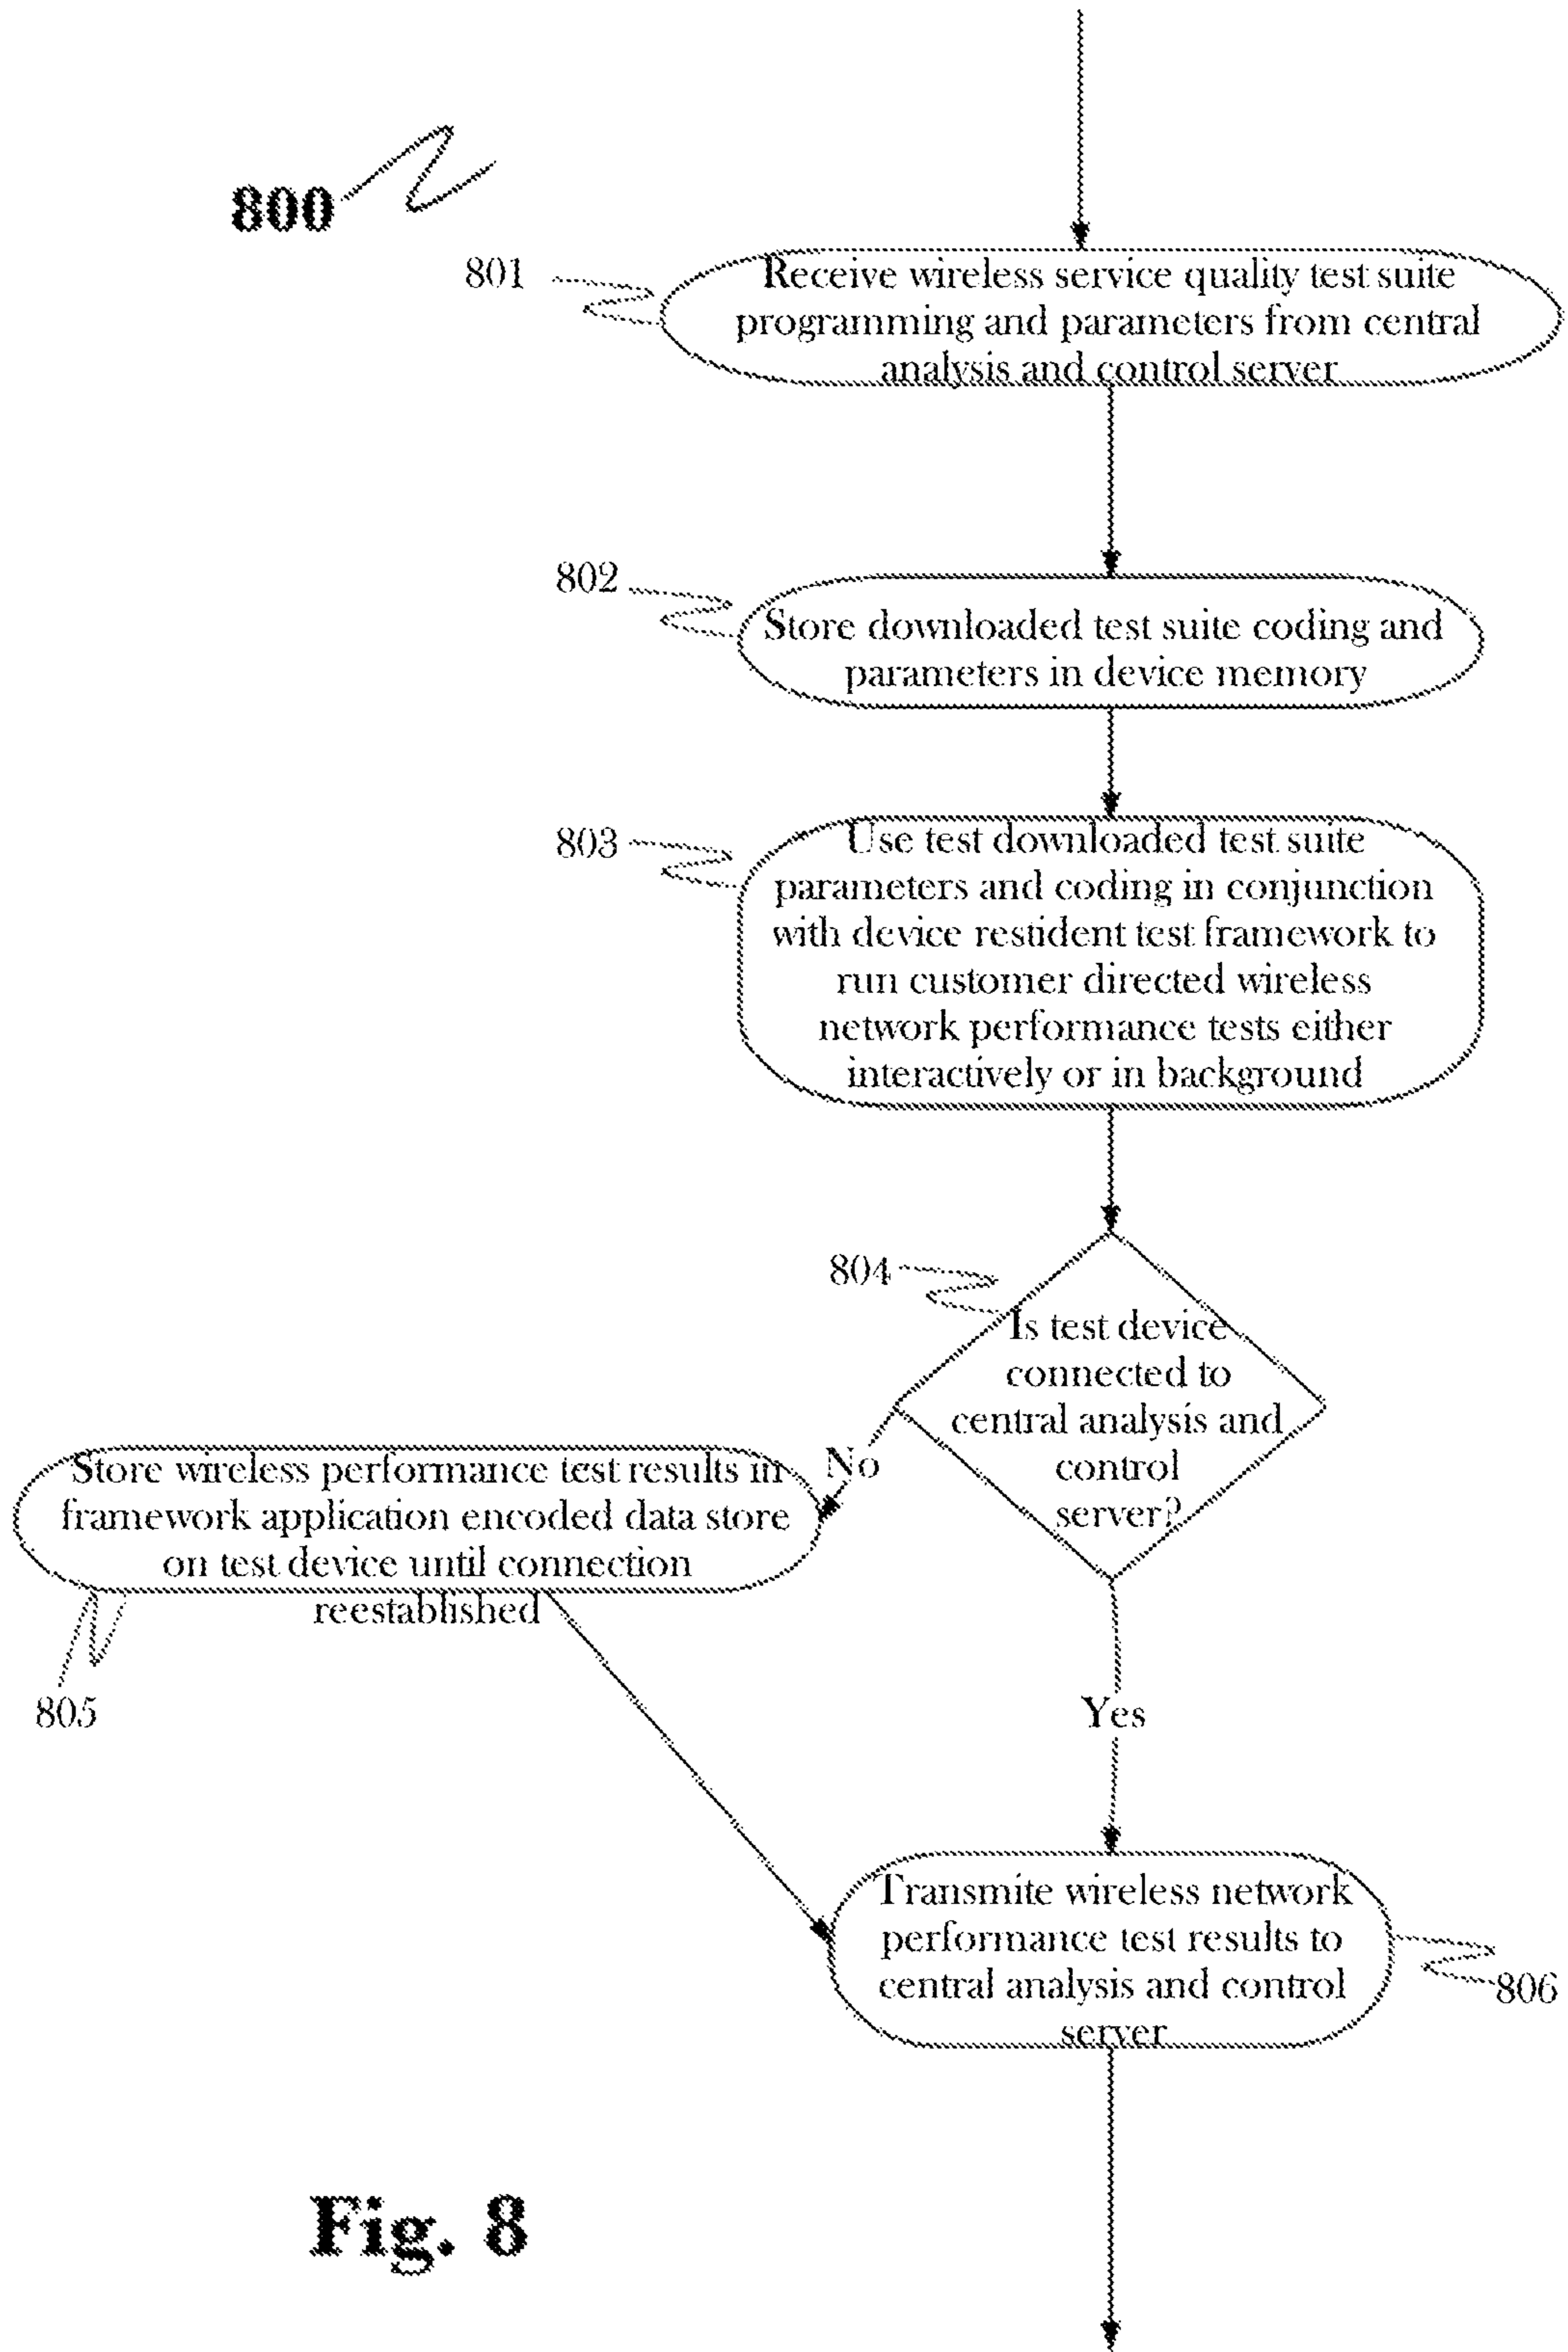 800
801
Receive wireless service quality test suite
programming and parameters from central
analysis and control server
802
Store downloaded test suite coding and
parameters in device memory
803
Use test downloaded test suite
parameters and coding in conjunction
with device restident test framework to
run customer directed wireless
network performance tests either
interactively or in background
804
Is test device
connected to
central analysis and
control
server?
No
Store wireless performance test results in
framework application encoded data store
on test device until connection
reestablished
805
Yes
Transmite wireless network
performance test results to
central analysis and control
server
806
Fig. 8